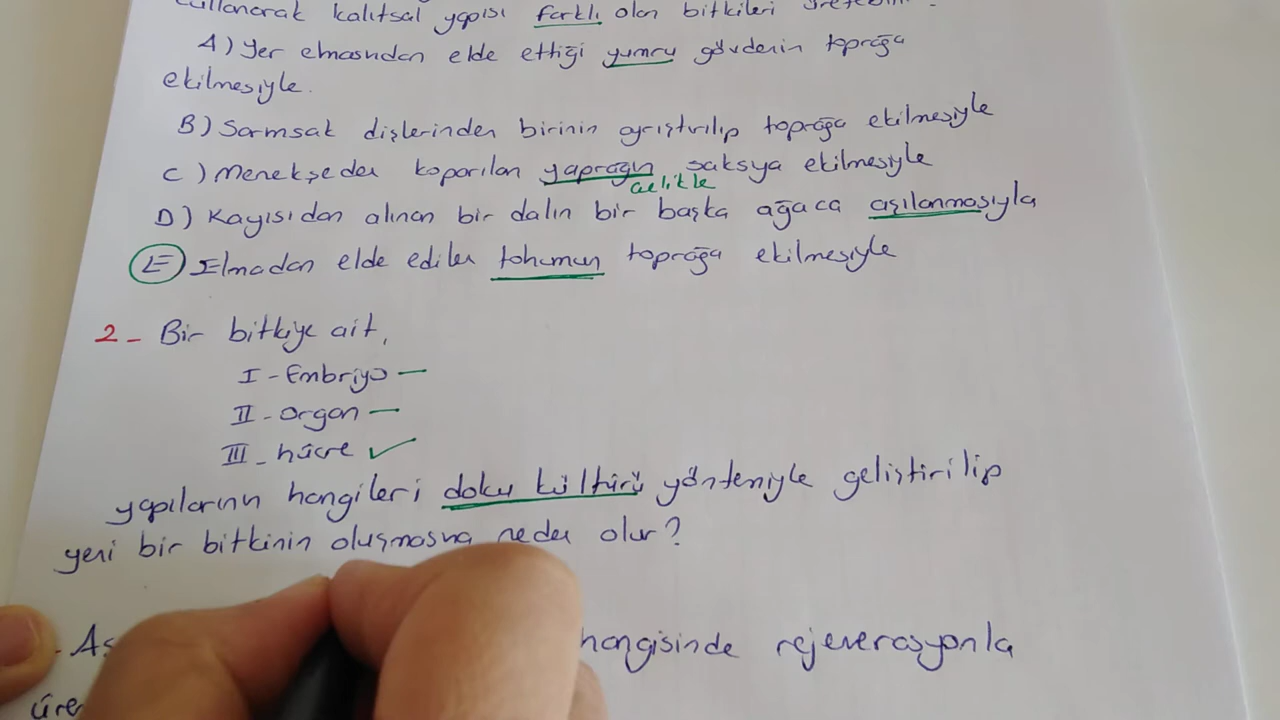 kalıtsal yapısı farklı olan bitkileri
A) Yer elmasından elde ettiği yumru gövdenin toprağa
ekilmesiyle.
B) Sarmısak dişlerinden birinin ayrıştırılıp toprağa ekilmesiyle
C) Menekşeden koparılan yaprağın saksıya ekilmesiyle
çelikle
D) Kayısıdan alınan bir dalın bir başka ağaca aşılanmasıyla
E) Elmadan elde edilen tohumun toprağa ekilmesiyle
2- Bir bitkiye ait,
I - Embriyo —
II - Organ —
III - hücre ✓
yapılarının hangileri doku kültürü yöntemiyle geliştirilip
yeni bir bitkinin oluşmasına neden olur?
hangisinde rejenerasyonla